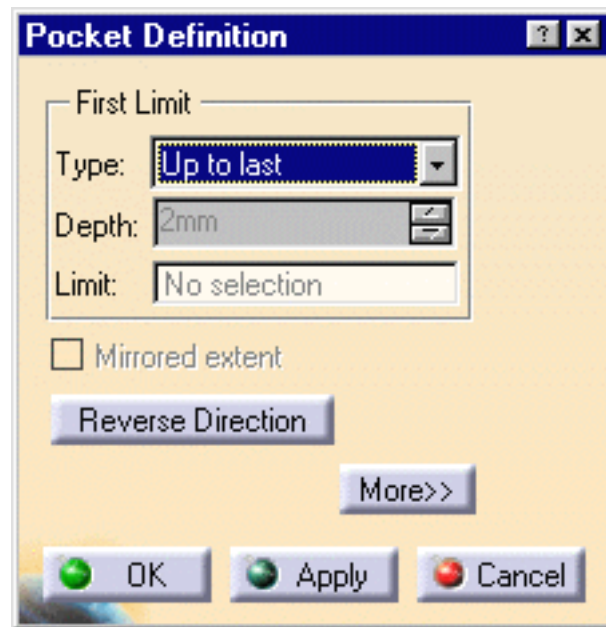 Pocket Definition ? ×
First Limit
Type: Up to last
Depth: 2mm
Limit: No selection
Mirrored extent
Reverse Direction
More>>
OK Apply Cancel